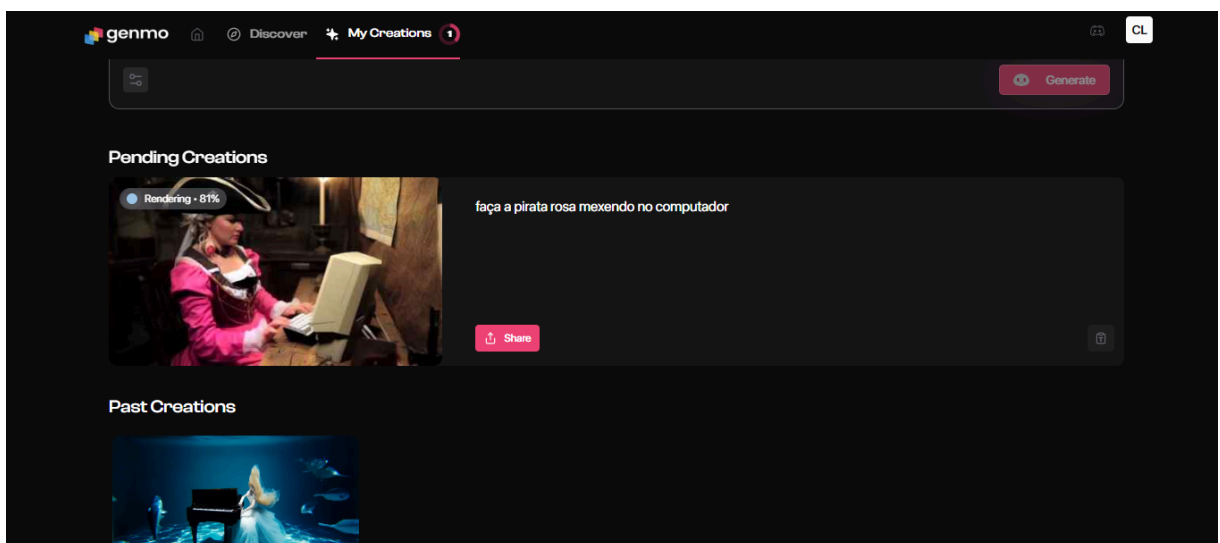 genmo
Discover
My Creations 1
CL
Generate
Pending Creations
Rendering • 81%
faça a pirata rosa mexendo no computador
Share
Past Creations